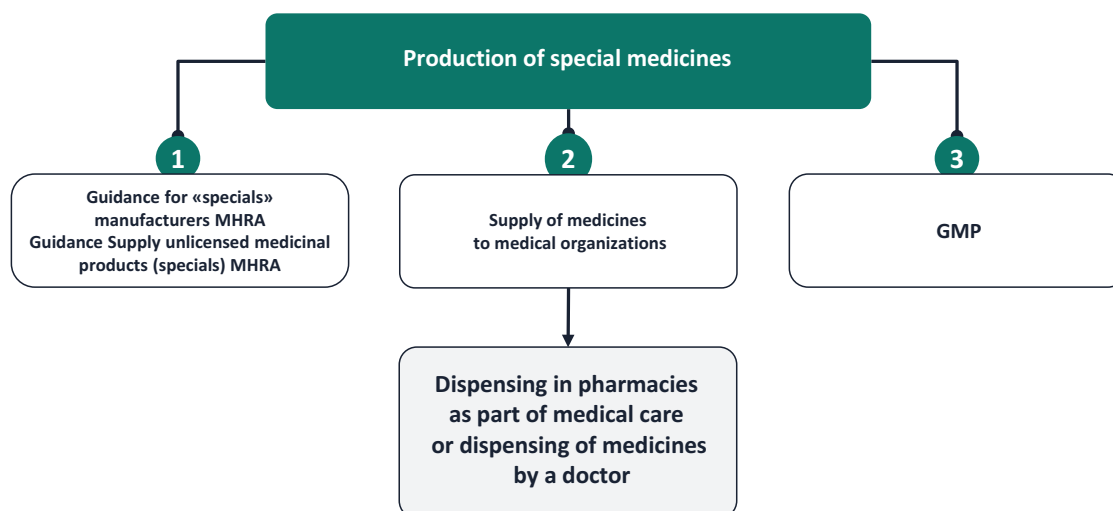 Production of special medicines
1
Guidance for «specials»
manufacturers MHRA
Guidance Supply unlicensed medicinal
products (specials) MHRA
2
Supply of medicines
to medical organizations
3
GMP
Dispensing in pharmacies
as part of medical care
or dispensing of medicines
by a doctor